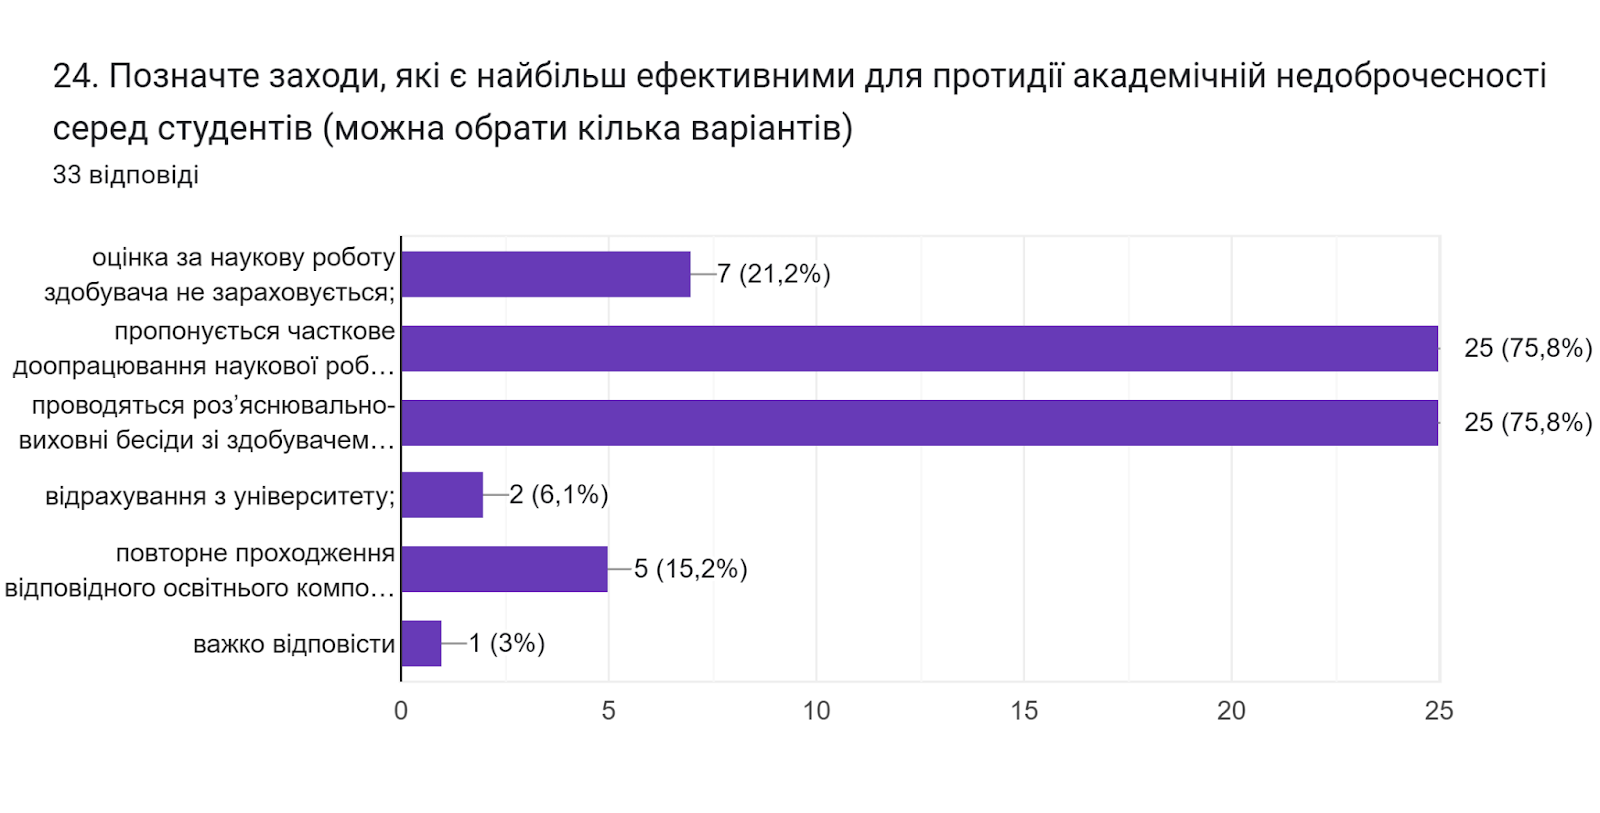 24. Позначте заходи, які є найбільш ефективними для протидії академічній недоброчесності
серед студентів (можна обрати кілька варіантів)
33 відповіді
оцінка за наукову роботу
здобувача не зараховується;
7 (21,2%)
пропонується часткове
доопрацювання наукової роб…
25 (75,8%)
проводяться роз’яснювально-
виховні бесіди зі здобувачем…
25 (75,8%)
відрахування з університету;
2 (6,1%)
повторне проходження
відповідного освітнього компо…
5 (15,2%)
важко відповісти
1 (3%)
0 5 10 15 20 25